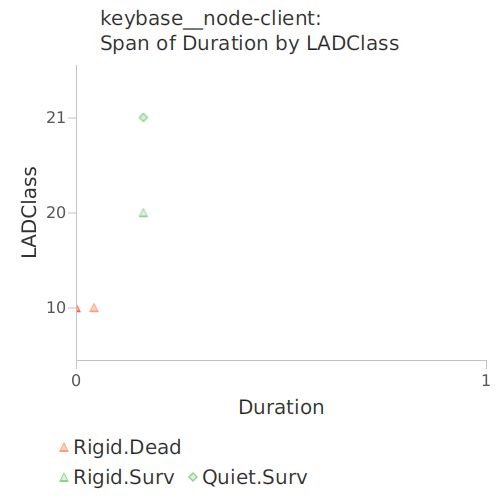 keybase__node-client:
Span of Duration by LADClass
21
20
10
LADClass
0
1
Duration
Rigid.Dead
Rigid.Surv
Quiet.Surv